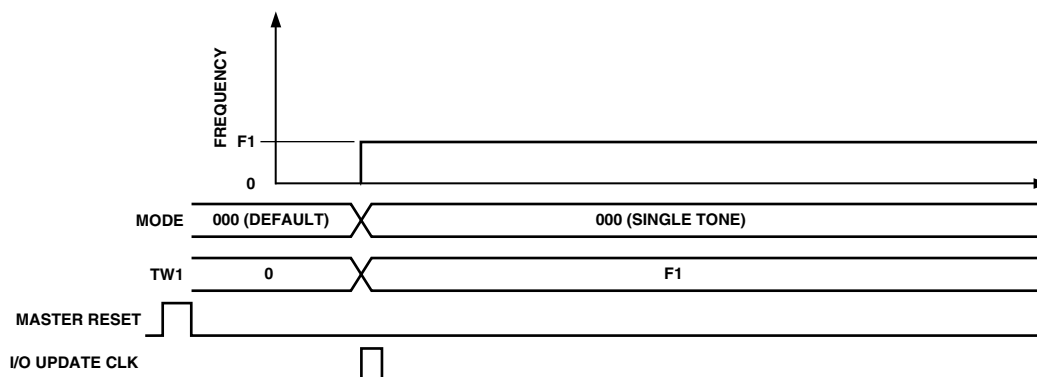 FREQUENCY
F1
0
MODE 000 (DEFAULT) 000 (SINGLE TONE)
TW1 0 F1
MASTER RESET
I/O UPDATE CLK